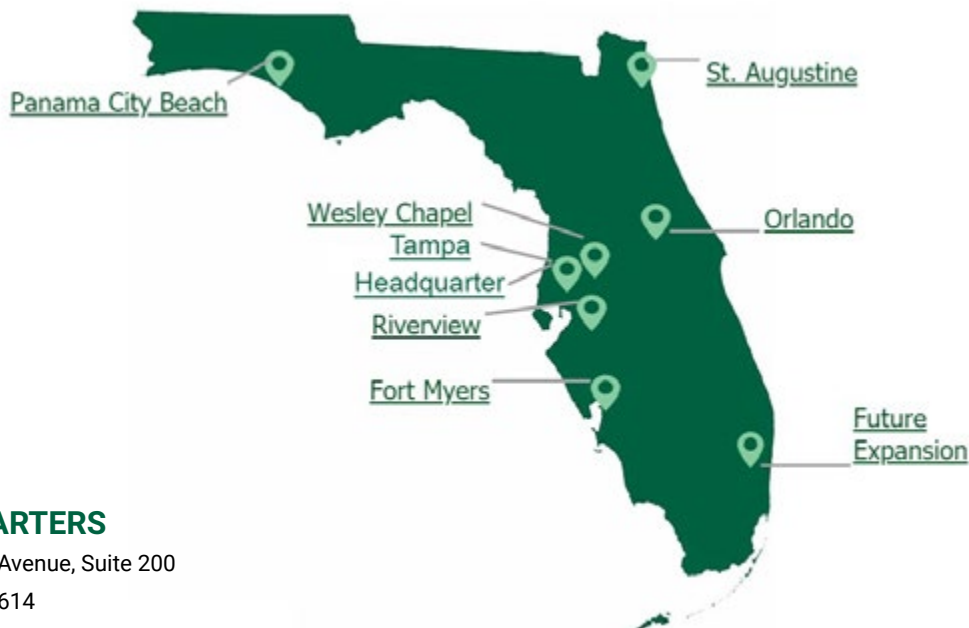 St. Augustine
Panama City Beach
Wesley Chapel
Orlando
Tampa
Headquarter
Riverview
Fort Myers
Future
Expansion
ARTERS
Avenue, Suite 200
614